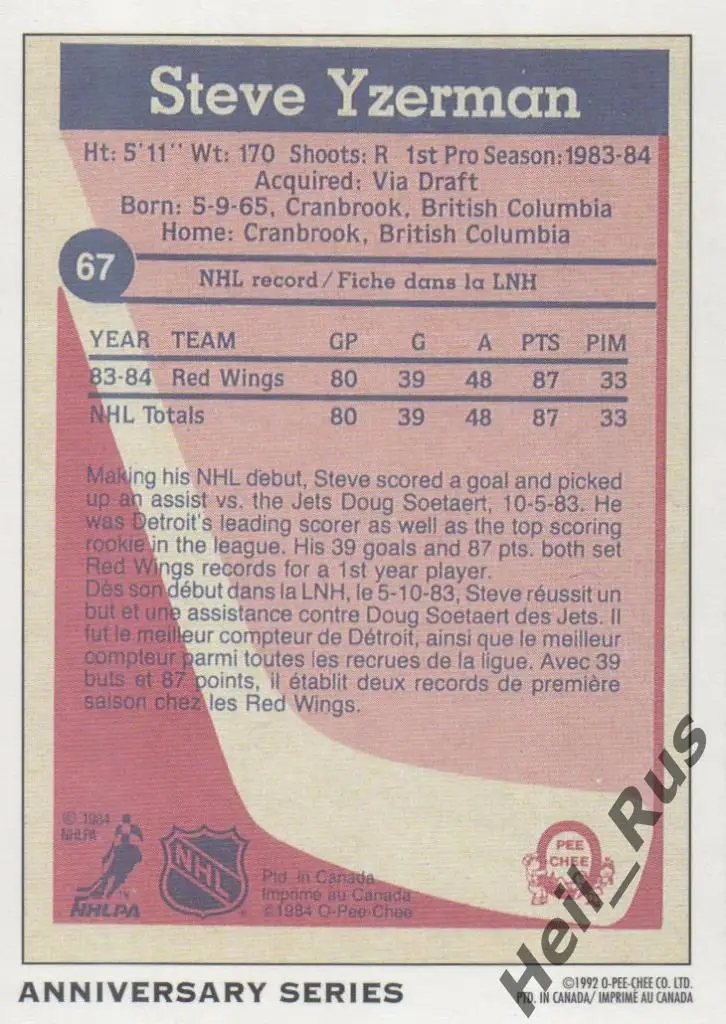 Steve Yzerman
Ht: 5'11" Wt: 170 Shoots: R 1st Pro Season: 1983-84
Acquired: Via Draft
Born: 5-9-65, Cranbrook, British Columbia
Home: Cranbrook, British Columbia
67
NHL record/Fiche dans la LNH
YEAR TEAM GP G A PTS PIM
83-84 Red Wings 80 39 48 87 33
NHL Totals 80 39 48 87 33
Making his NHL debut, Steve scored a goal and picked
up an assist vs. the Jets Doug Soetaert, 10-5-83. He
was Detroit's leading scorer as well as the top scoring
rookie in the league. His 39 goals and 87 pts. both set
Red Wings records for a 1st year player.
Dès son début dans la LNH, le 5-10-83, Steve réussit un
but et une assistance contre Doug Soetaert des Jets. Il
fut le meilleur compteur de Détroit, ainsi que le meilleur
compteur parmi toutes les recrues de la ligue. Avec 39
buts et 87 points, il établit deux records de première
saison chez les Red Wings.
© 1984
NHLPA
NHLPA
NHL
Ptd. in Canada
Imprimé au Canada
©1984 O-Pee-Chee
PEE
CHEE
Heil_Rus
ANNIVERSARY SERIES
©1992 O-PEE-CHEE CO. LTD.
PTD. IN CANADA/ IMPRIMÉ AU CANADA